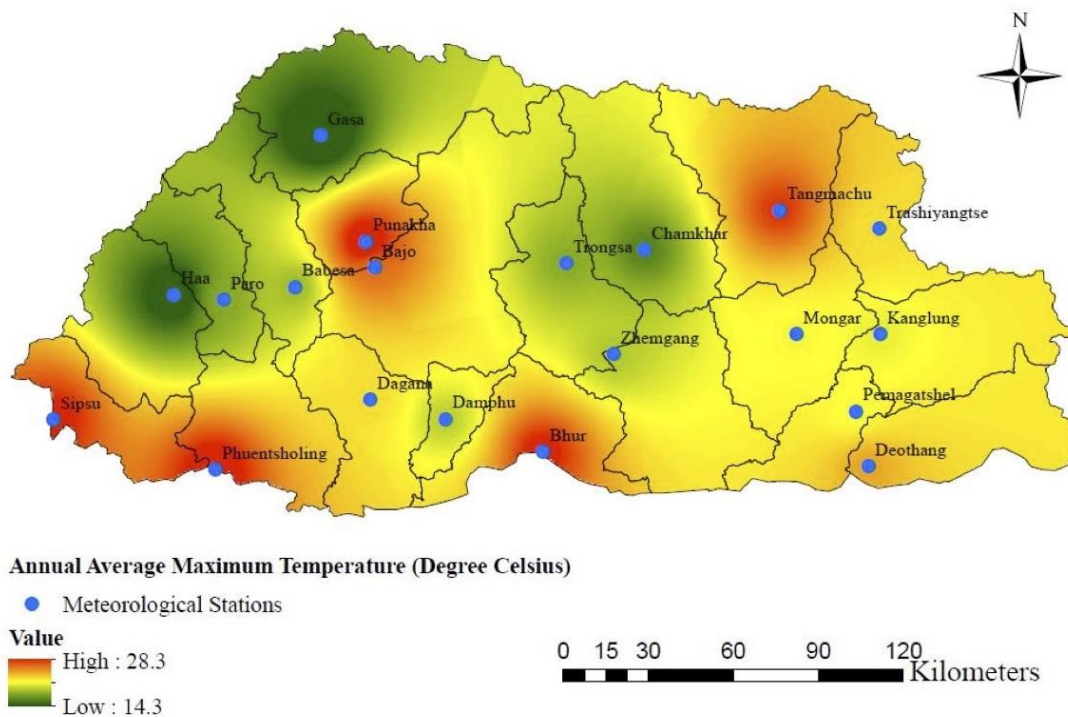 N
Gasa
Punakha
Tangmachu
Trashiyangtse
Bajo
Trongsa
Chamkhar
Haa
Paro
Babesa
Zhemgang
Mongar
Kanglung
Dagana
Damphu
Pemagatshel
Sipsu
Phuentsholing
Bhur
Deothang
Annual Average Maximum Temperature (Degree Celsius)
Meteorological Stations
Value
High : 28.3
Low : 14.3
0 15 30 60 90 120
Kilometers